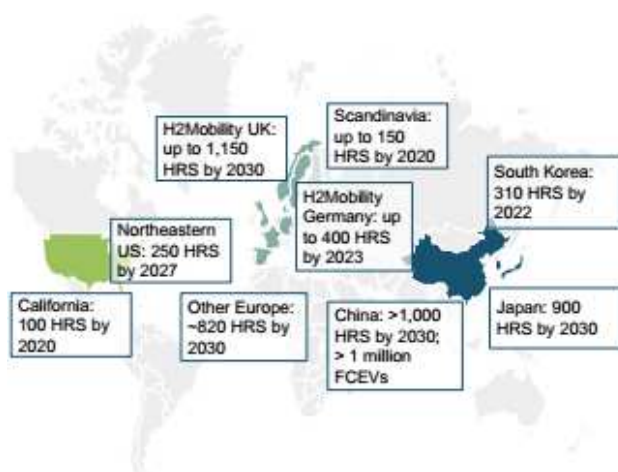 H2Mobility UK:
up to 1,150
HRS by 2030
Scandinavia:
up to 150
HRS by 2020
South Korea:
310 HRS by
2022
H2Mobility
Germany: up
to 400 HRS
by 2023
Northeastern
US: 250 HRS
by 2027
California:
100 HRS by
2020
Other Europe:
~820 HRS by
2030
China: >1,000
HRS by 2030;
> 1 million
FCEVs
Japan: 900
HRS by 2030